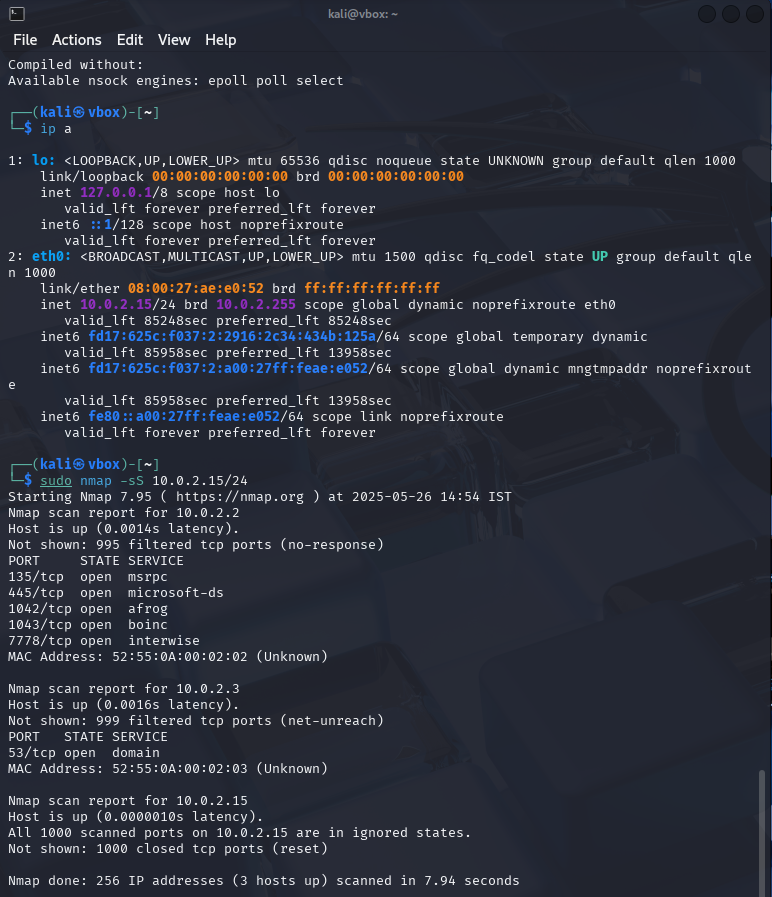 kali@vbox: ~
File Actions Edit View Help
Compiled without:
Available nsock engines: epoll poll select
┌──(kali㉿vbox)-[~]
└─$ ip a
1: lo: <LOOPBACK,UP,LOWER_UP> mtu 65536 qdisc noqueue state UNKNOWN group default qlen 1000
    link/loopback 00:00:00:00:00:00 brd 00:00:00:00:00:00
    inet 127.0.0.1/8 scope host lo
       valid_lft forever preferred_lft forever
    inet6 ::1/128 scope host noprefixroute
       valid_lft forever preferred_lft forever
2: eth0: <BROADCAST,MULTICAST,UP,LOWER_UP> mtu 1500 qdisc fq_codel state UP group default qle
n 1000
    link/ether 08:00:27:ae:e0:52 brd ff:ff:ff:ff:ff:ff
    inet 10.0.2.15/24 brd 10.0.2.255 scope global dynamic noprefixroute eth0
       valid_lft 85248sec preferred_lft 85248sec
    inet6 fd17:625c:f037:2:2916:2c34:434b:125a/64 scope global temporary dynamic
       valid_lft 85958sec preferred_lft 13958sec
    inet6 fd17:625c:f037:2:a00:27ff:feae:e052/64 scope global dynamic mngtmpaddr noprefixrout
e
       valid_lft 85958sec preferred_lft 13958sec
    inet6 fe80::a00:27ff:feae:e052/64 scope link noprefixroute
       valid_lft forever preferred_lft forever
┌──(kali㉿vbox)-[~]
└─$ sudo nmap -sS 10.0.2.15/24
Starting Nmap 7.95 ( https://nmap.org ) at 2025-05-26 14:54 IST
Nmap scan report for 10.0.2.2
Host is up (0.0014s latency).
Not shown: 995 filtered tcp ports (no-response)
PORT     STATE SERVICE
135/tcp  open  msrpc
445/tcp  open  microsoft-ds
1042/tcp open  afrog
1043/tcp open  boinc
7778/tcp open  interwise
MAC Address: 52:55:0A:00:02:02 (Unknown)
Nmap scan report for 10.0.2.3
Host is up (0.0016s latency).
Not shown: 999 filtered tcp ports (net-unreach)
PORT   STATE SERVICE
53/tcp open  domain
MAC Address: 52:55:0A:00:02:03 (Unknown)
Nmap scan report for 10.0.2.15
Host is up (0.0000010s latency).
All 1000 scanned ports on 10.0.2.15 are in ignored states.
Not shown: 1000 closed tcp ports (reset)
Nmap done: 256 IP addresses (3 hosts up) scanned in 7.94 seconds